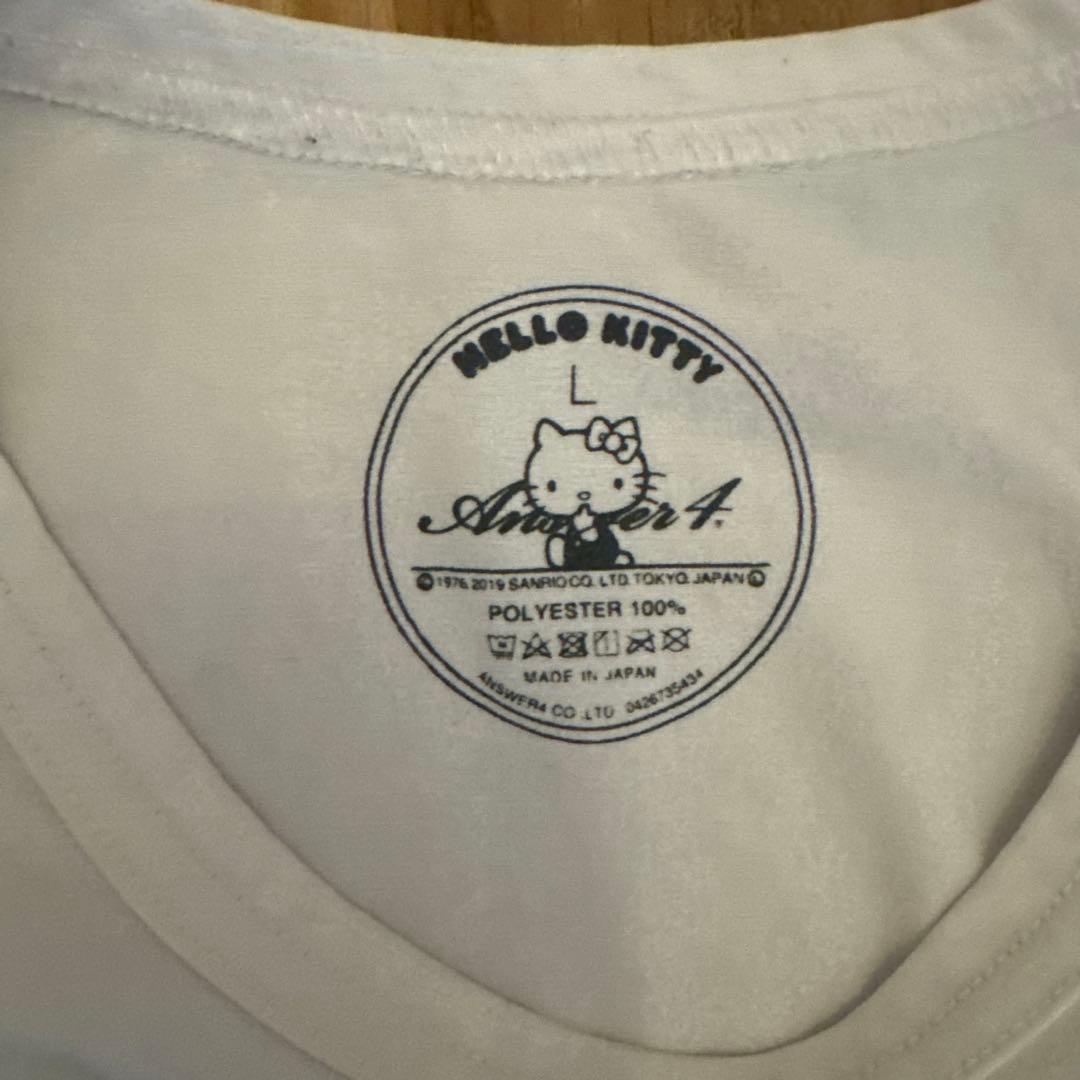 HELLO KITTY
L
Answer4
© 1976, 2019 SANRIO CO., LTD. TOKYO, JAPAN Ⓛ
POLYESTER 100%
MADE IN JAPAN
ANSWER4 CO.,LTD 0426735434